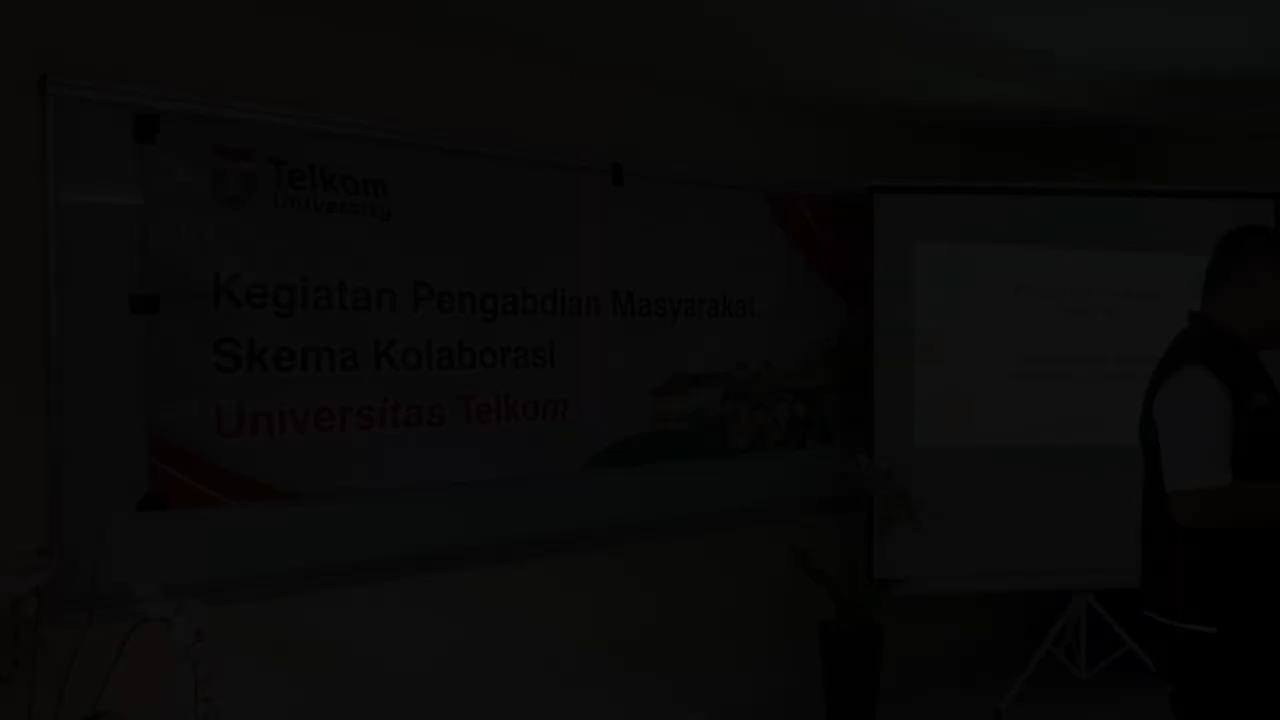 Telkom
University
Kegiatan Pengabdian Masyarakat
Skema Kolaborasi
Universitas Telkom